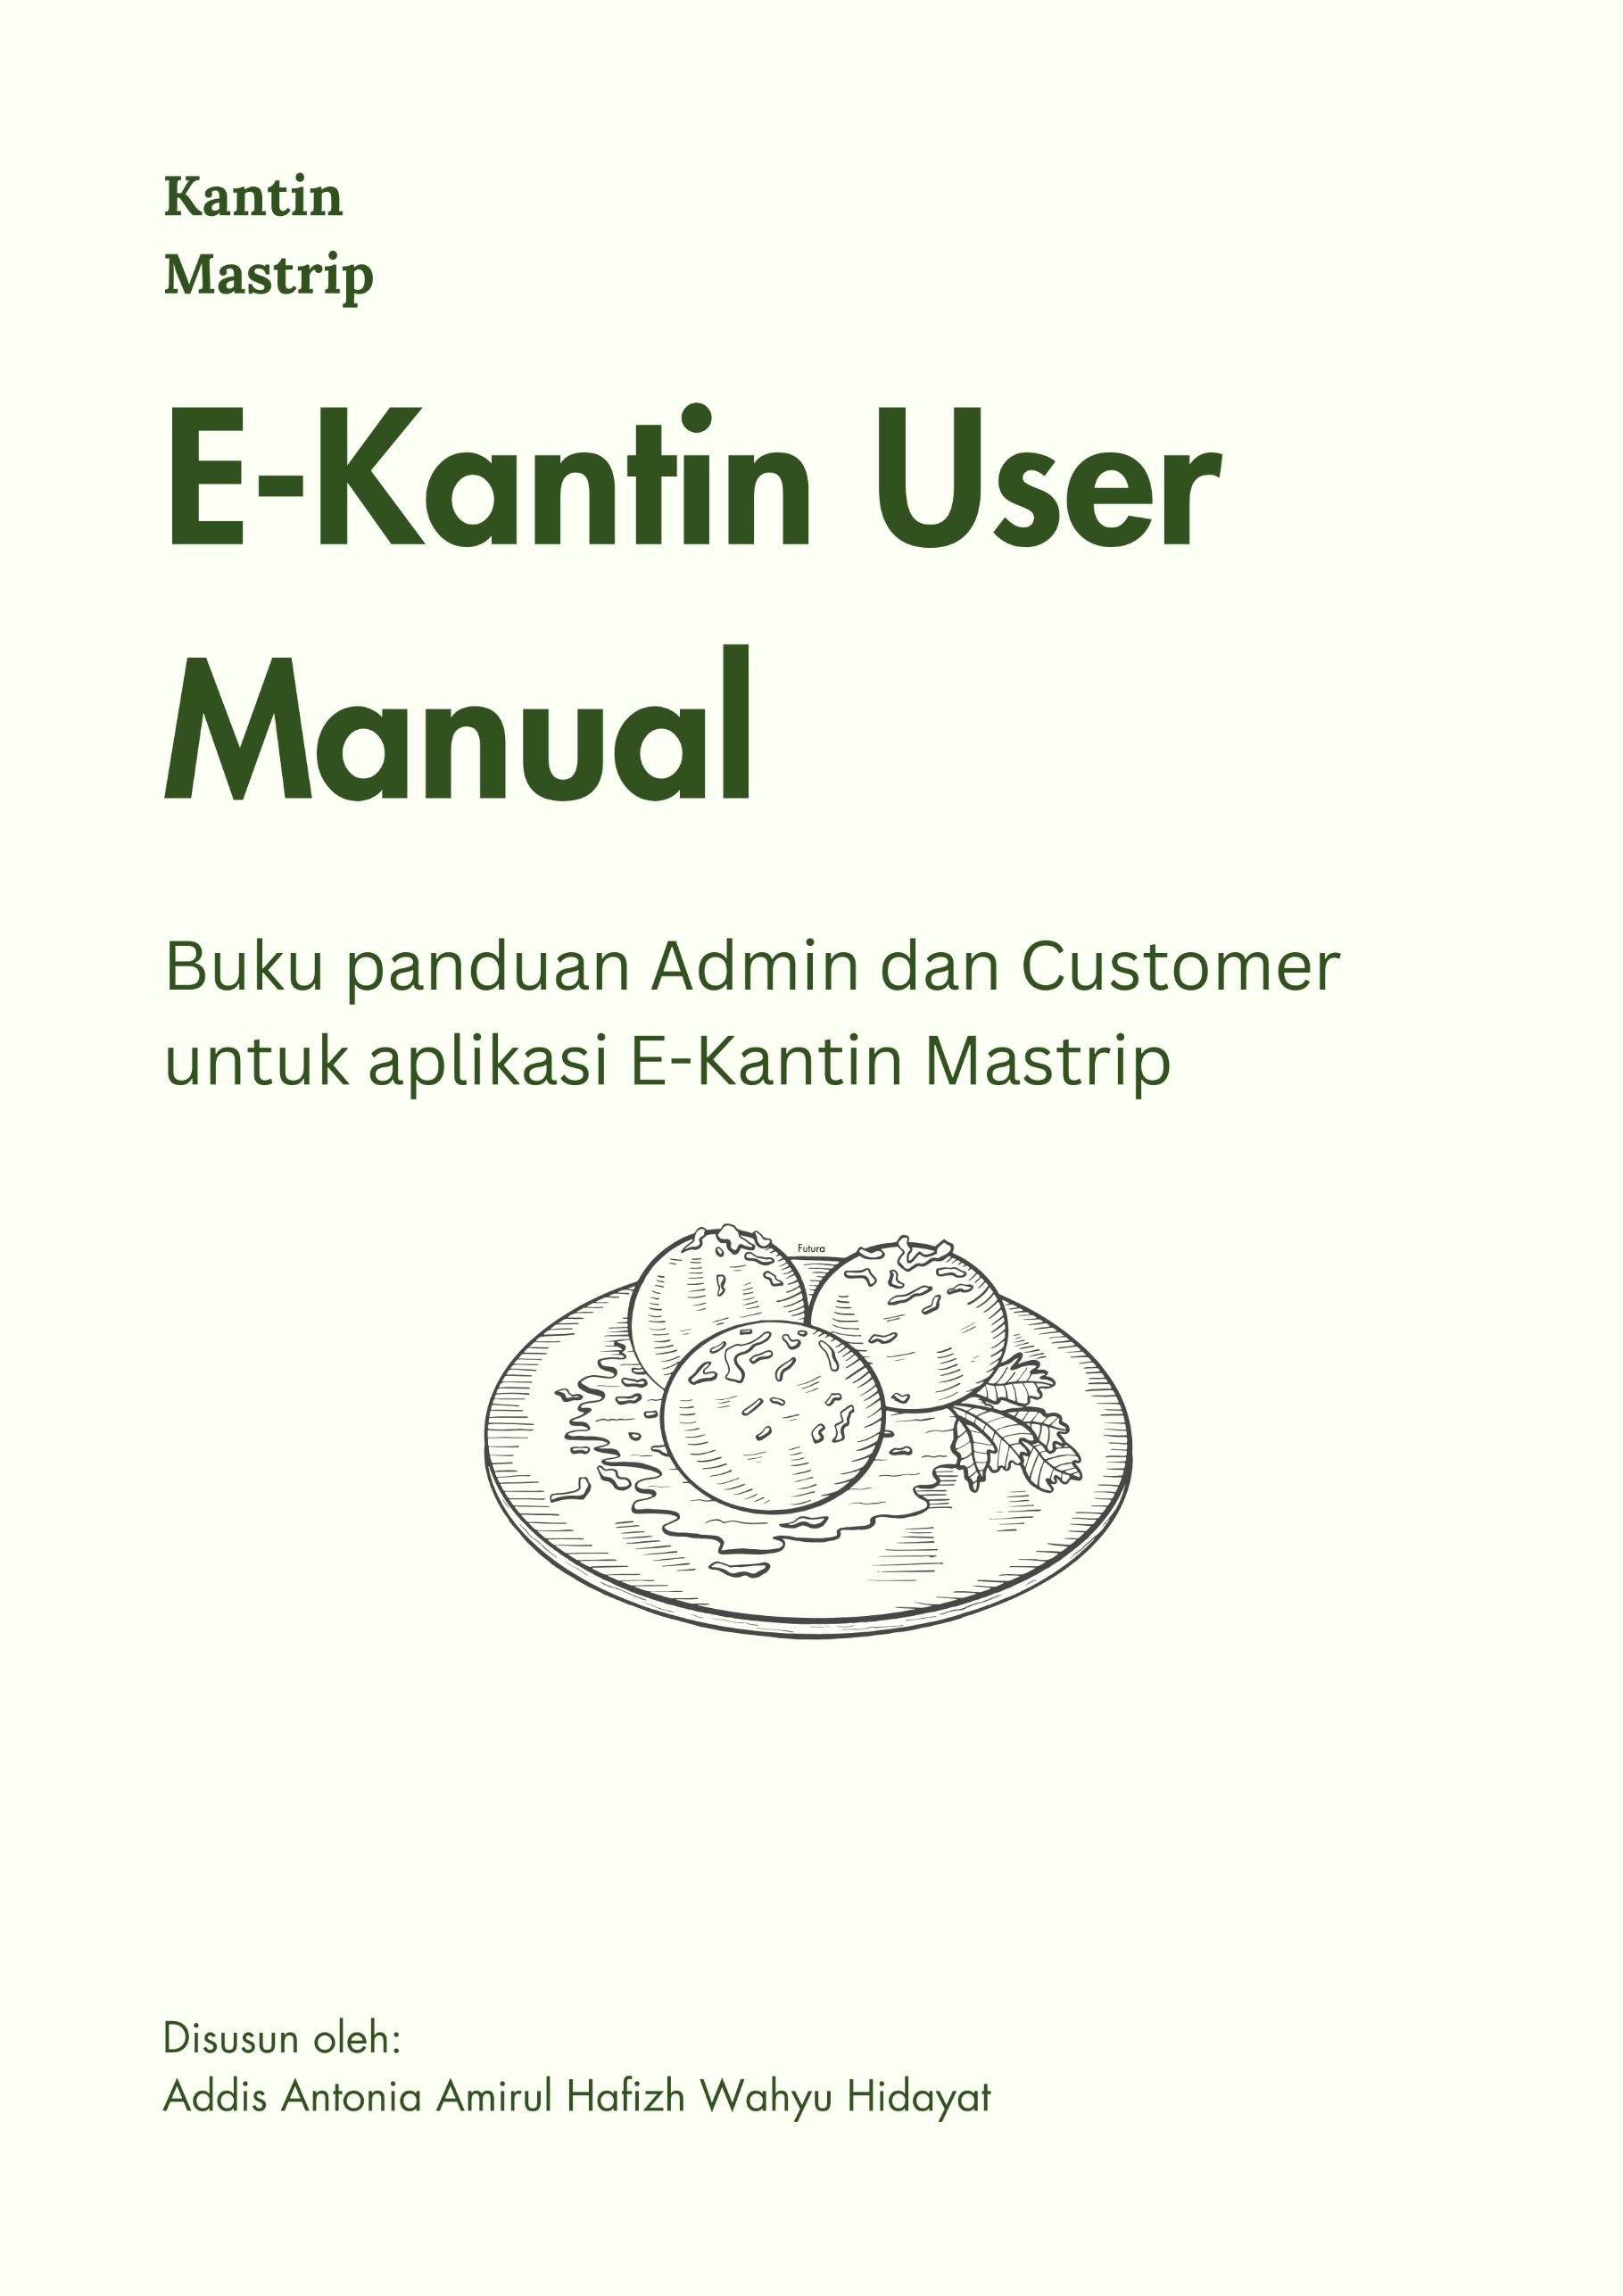 Kantin
Mastrip
E-Kantin User
Manual
Buku panduan Admin dan Customer
untuk aplikasi E-Kantin Mastrip
Futura
Disusun oleh:
Addis Antonia Amirul Hafizh Wahyu Hidayat